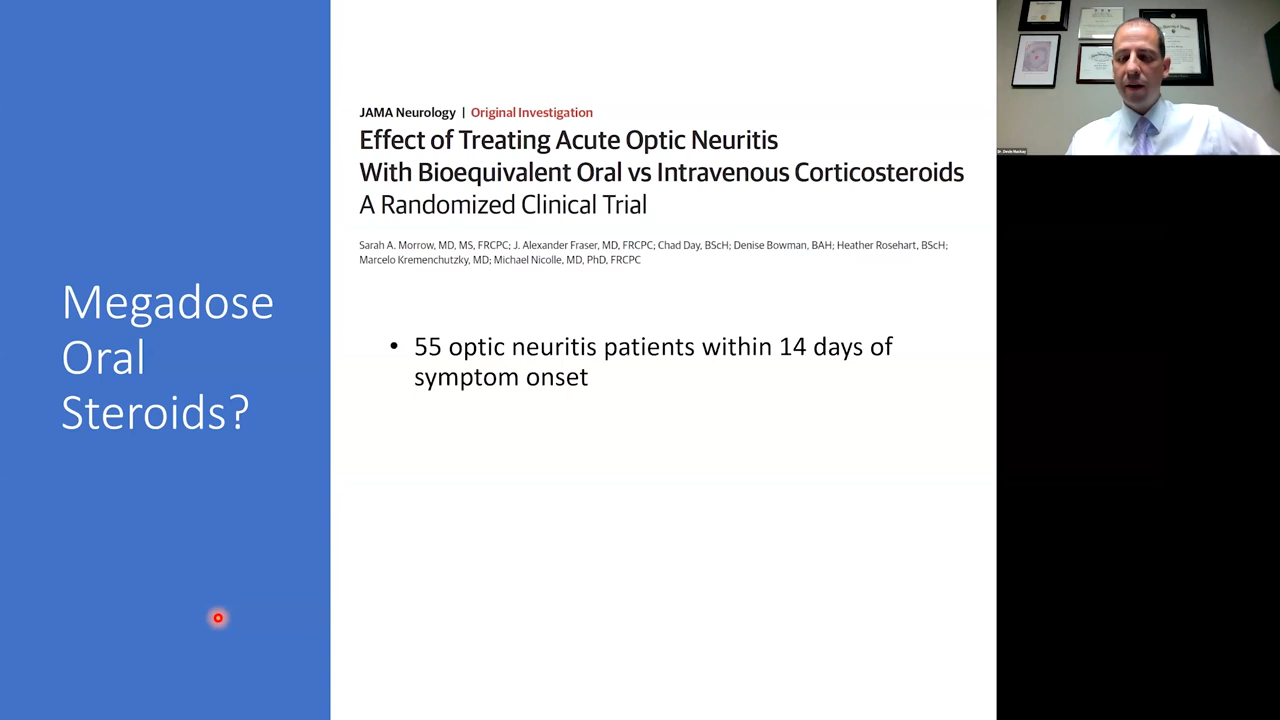 Megadose
Oral
Steroids?
JAMA Neurology | Original Investigation
Effect of Treating Acute Optic Neuritis
With Bioequivalent Oral vs Intravenous Corticosteroids
A Randomized Clinical Trial
Sarah A. Morrow, MD, MS, FRCPC; J. Alexander Fraser, MD, FRCPC; Chad Day, BScH; Denise Bowman, BAH; Heather Rosehart, BScH;
Marcelo Kremenchutzky, MD; Michael Nicolle, MD, PhD, FRCPC
• 55 optic neuritis patients within 14 days of
symptom onset
Dr. Devin Mackay